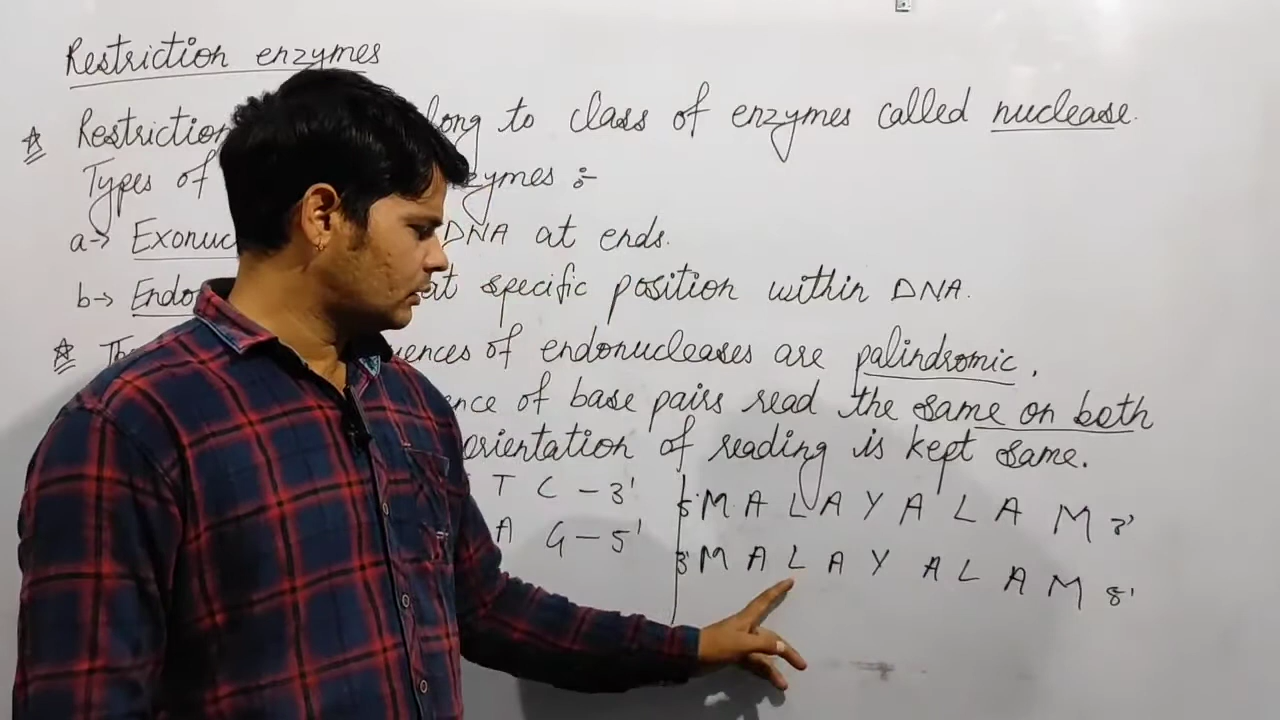 Restriction enzymes
Restriction long to class of enzymes called nuclease.
Types of zymes :-
a→ Exonuc DNA at ends.
b→ Endo at specific position within DNA.
Th uences of endonucleases are palindromic.
nce of base pairs read the same on both
orientation of reading is kept same.
T C - 3' 5' M A L A Y A L A M 3'
A G - 5' 3' M A L A Y A L A M 5'